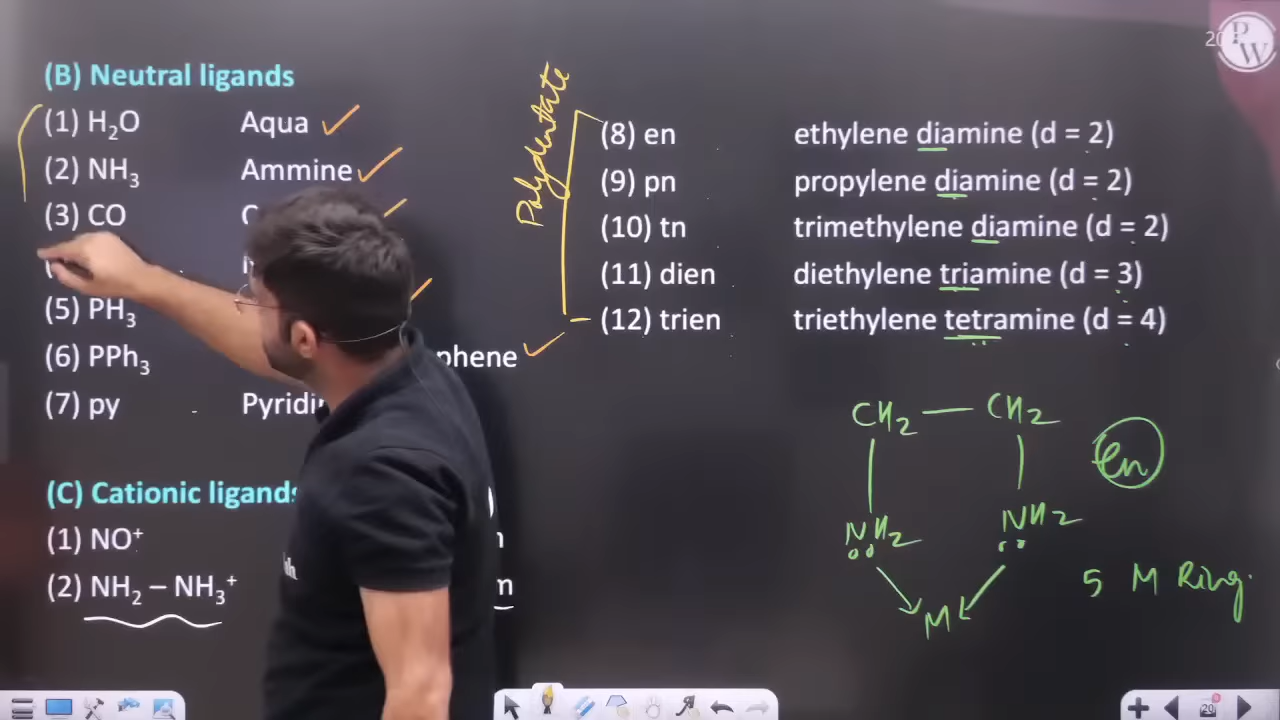 (B) Neutral ligands
(1) H₂O Aqua
(2) NH₃ Ammine
(3) CO
(5) PH₃
(6) PPh₃ phene
(7) py Pyridi
(C) Cationic ligands
(1) NO⁺
(2) NH₂ – NH₃⁺
Polydentate
(8) en ethylene diamine (d = 2)
(9) pn propylene diamine (d = 2)
(10) tn trimethylene diamine (d = 2)
(11) dien diethylene triamine (d = 3)
(12) trien triethylene tetramine (d = 4)
CH₂ — CH₂
en
NH₂ NH₂
M
5 M Ring
PW
20